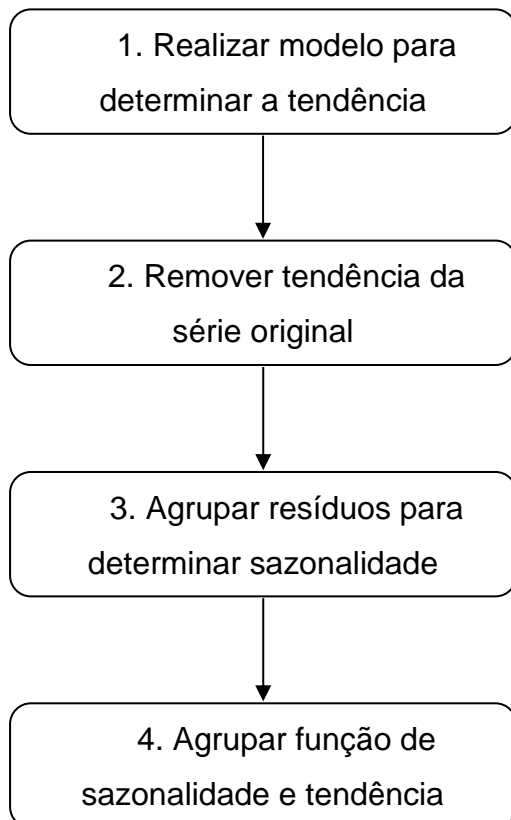 1. Realizar modelo para
determinar a tendência
2. Remover tendência da
série original
3. Agrupar resíduos para
determinar sazonalidade
4. Agrupar função de
sazonalidade e tendência